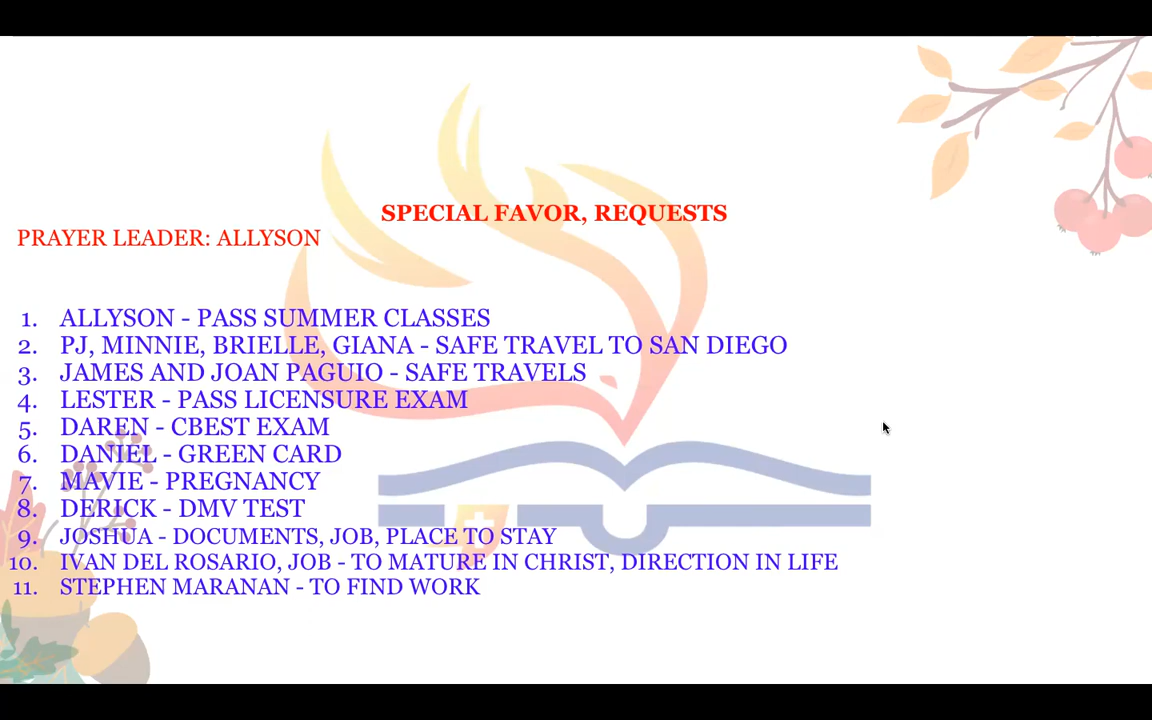 SPECIAL FAVOR, REQUESTS
PRAYER LEADER: ALLYSON
1. ALLYSON - PASS SUMMER CLASSES
2. PJ, MINNIE, BRIELLE, GIANA - SAFE TRAVEL TO SAN DIEGO
3. JAMES AND JOAN PAGUIO - SAFE TRAVELS
4. LESTER - PASS LICENSURE EXAM
5. DAREN - CBEST EXAM
6. DANIEL - GREEN CARD
7. MAVIE - PREGNANCY
8. DERICK - DMV TEST
9. JOSHUA - DOCUMENTS, JOB, PLACE TO STAY
10. IVAN DEL ROSARIO, JOB - TO MATURE IN CHRIST, DIRECTION IN LIFE
11. STEPHEN MARANAN - TO FIND WORK